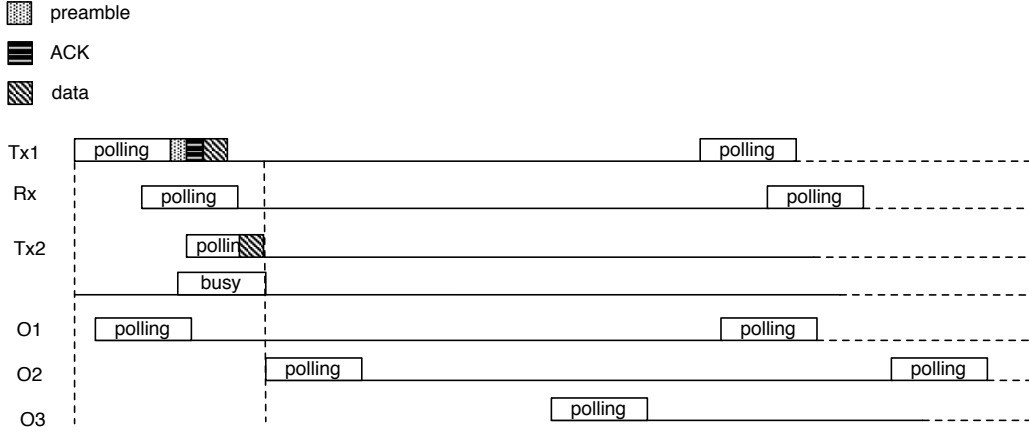 preamble
ACK
data
Tx1 polling polling
Rx polling polling
Tx2 pollin
busy
O1 polling polling
O2 polling polling
O3 polling